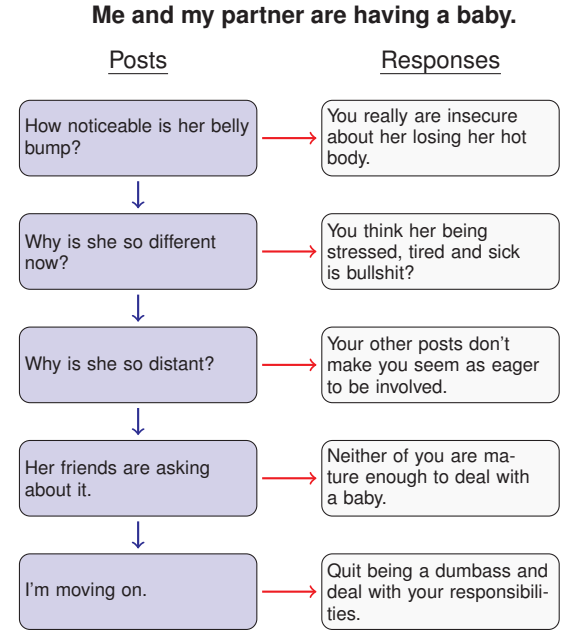 Me and my partner are having a baby.
Posts
Responses
How noticeable is her belly
bump?
You really are insecure
about her losing her hot
body.
Why is she so different
now?
You think her being
stressed, tired and sick
is bullshit?
Why is she so distant?
Your other posts don't
make you seem as eager
to be involved.
Her friends are asking
about it.
Neither of you are ma-
ture enough to deal with
a baby.
I'm moving on.
Quit being a dumbass and
deal with your responsibili-
ties.